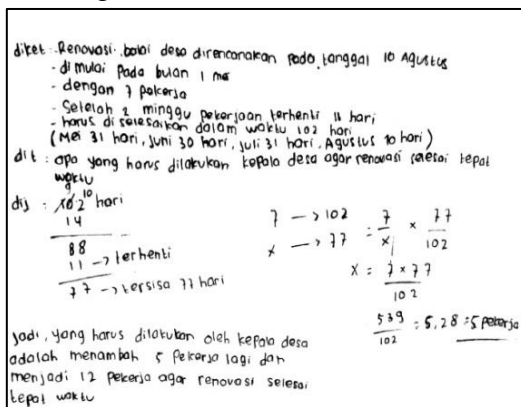 diket : Renovasi balai desa direncanakan pada tanggal 10 Agustus
- di mulai pada bulan 1 mei
- dengan 7 pekerja
- Setelah 2 minggu pekerjaan terhenti 11 hari
- harus di selesaikan dalam waktu 102 hari
(Mei 31 hari, juni 30 hari, juli 31 hari, Agustus 10 hari)
dit : apa yang harus dilakukan kepala desa agar renovasi selesai tepat
waktu
dij : 102 hari
10
14
88
11 -> terhenti
77 -> tersisa 77 hari
7 -> 102
x -> 77
= 7/x × 77/102
x = 7 × 77 / 102
539/102 = 5,28 = 5 pekerja
Jadi, yang harus dilakukan oleh kepala desa
adalah menambah 5 pekerja lagi dan
menjadi 12 pekerja agar renovasi selesai
tepat waktu